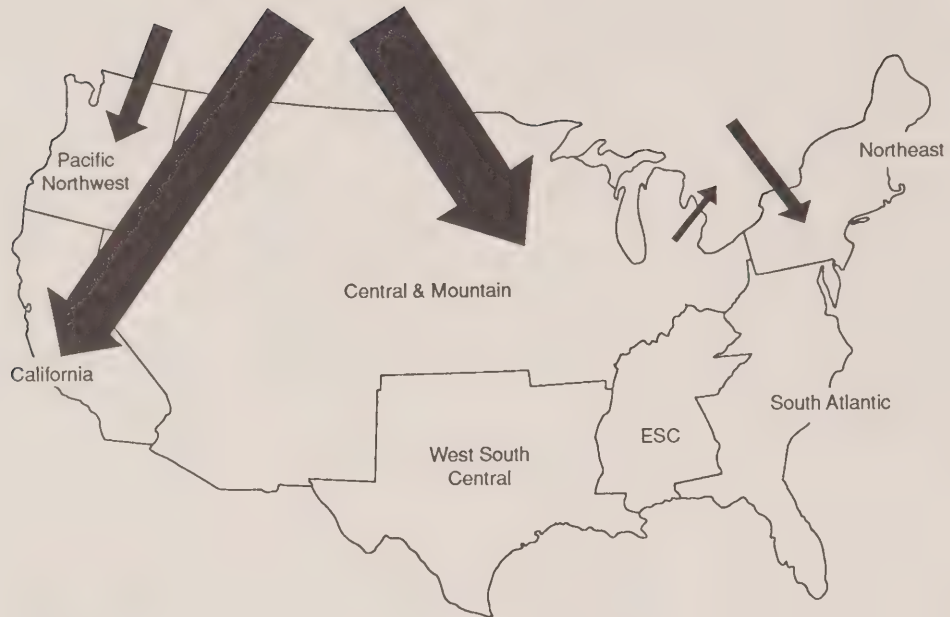 Pacific
Northwest
Northeast
Central & Mountain
California
South Atlantic
ESC
West South
Central